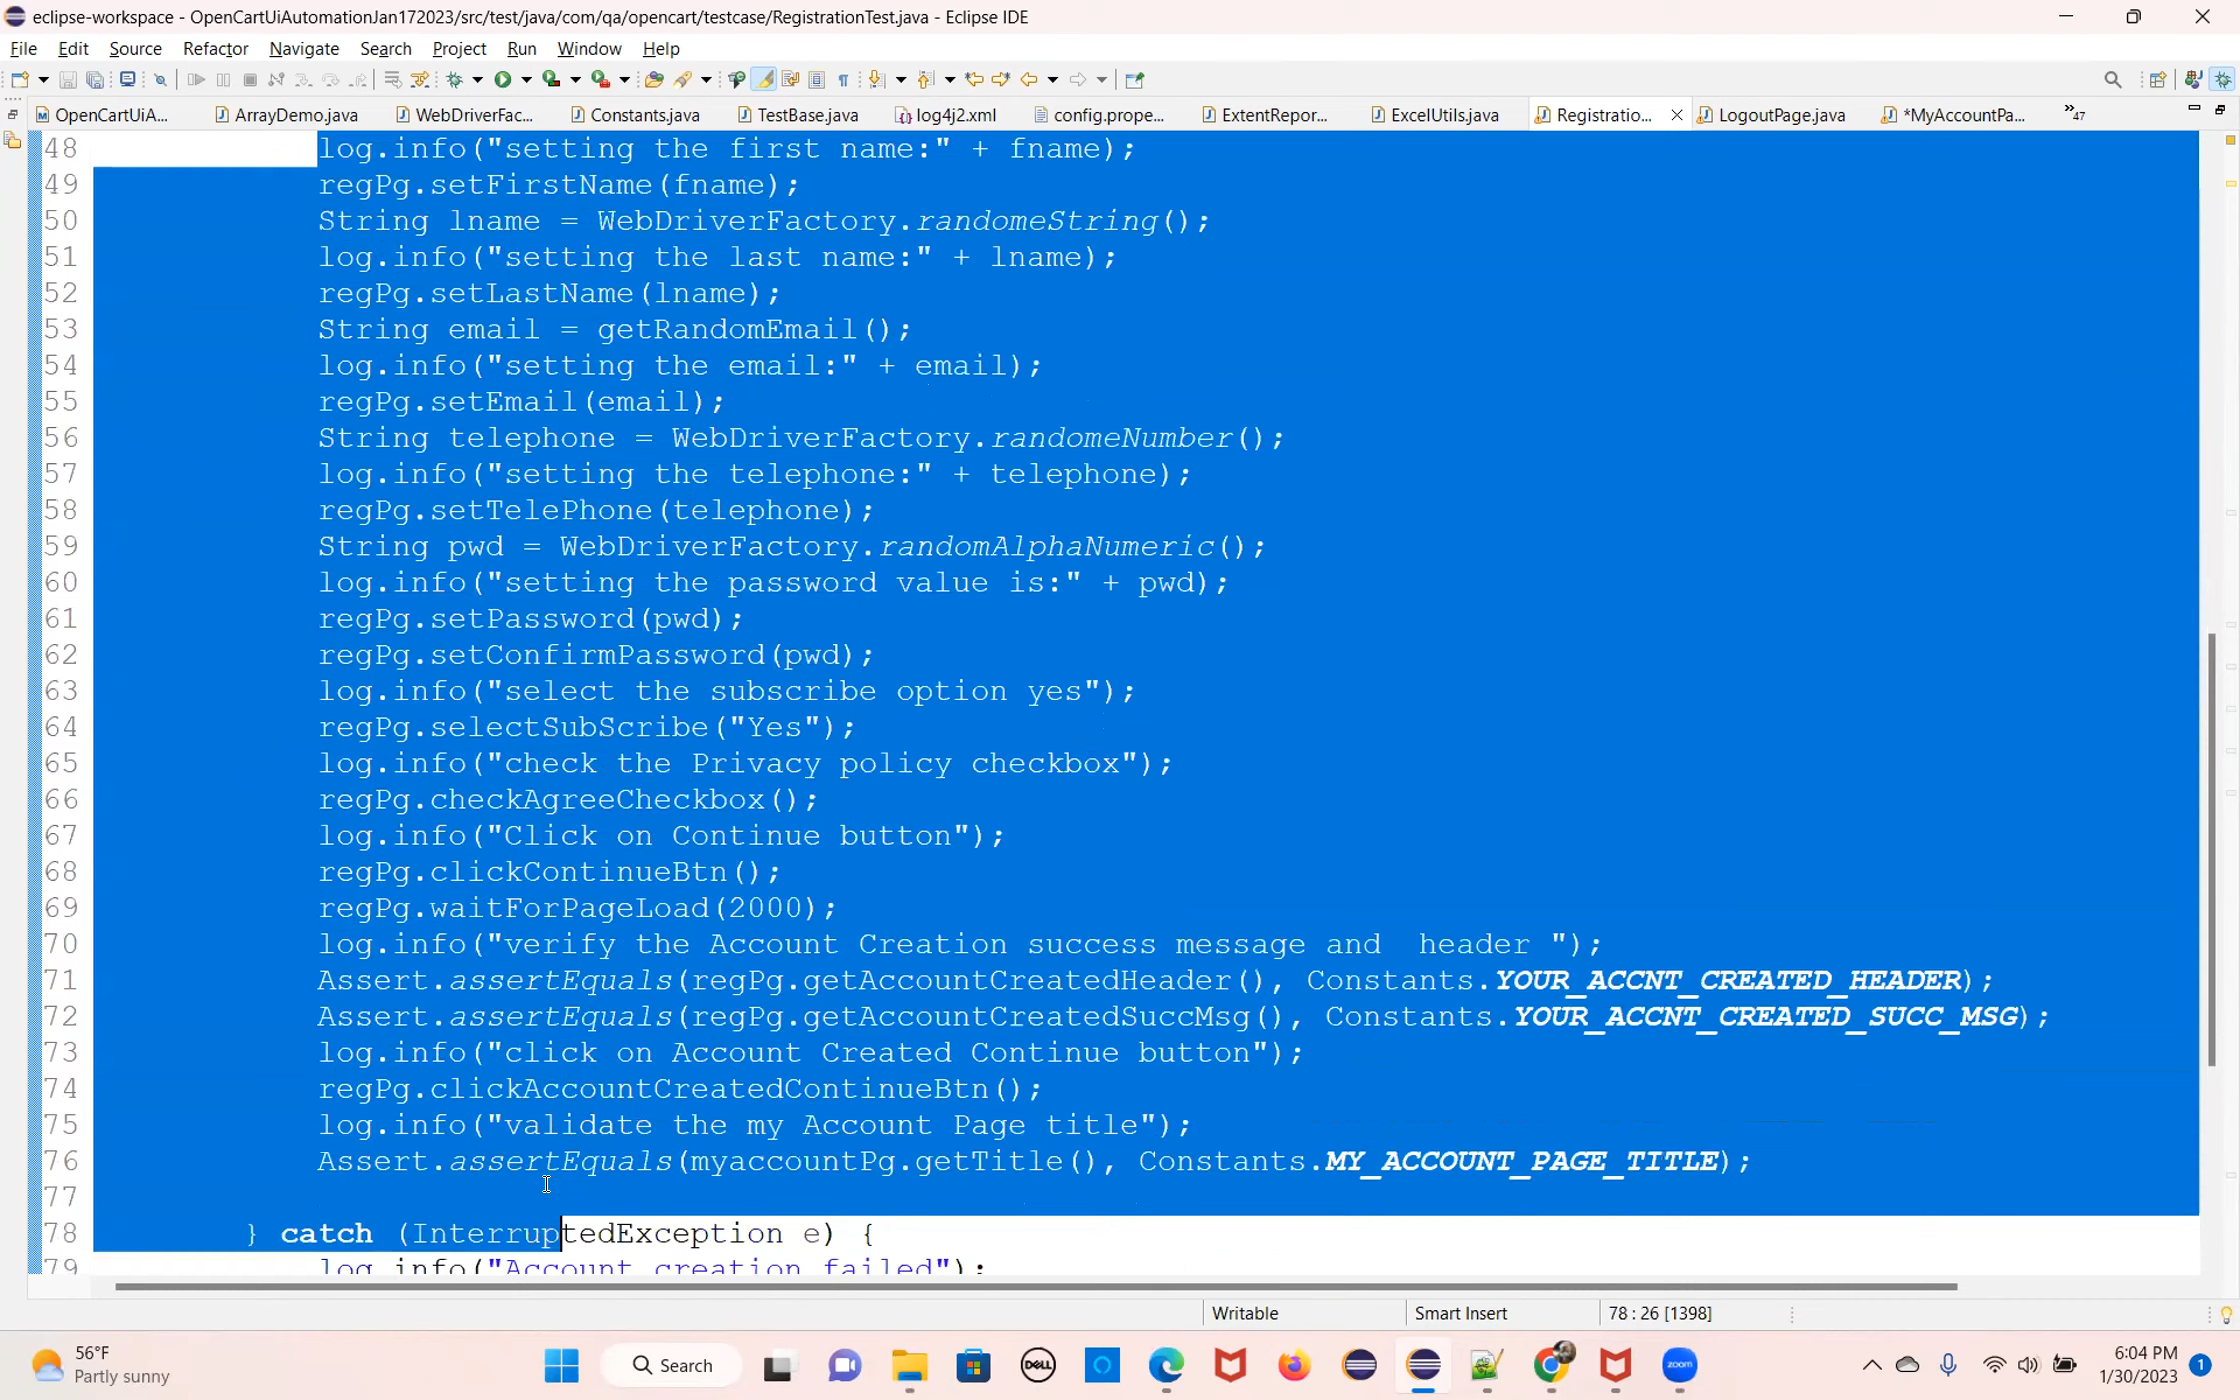 eclipse-workspace - OpenCartUiAutomationJan172023/src/test/java/com/qa/opencart/testcase/RegistrationTest.java - Eclipse IDE
File Edit Source Refactor Navigate Search Project Run Window Help
OpenCartUiA... ArrayDemo.java WebDriverFac... Constants.java TestBase.java log4j2.xml config.prope... ExtentRepor... ExcelUtils.java Registratio... LogoutPage.java *MyAccountPa... »47
48 log.info("setting the first name:" + fname);
49 regPg.setFirstName(fname);
50 String lname = WebDriverFactory.randomeString();
51 log.info("setting the last name:" + lname);
52 regPg.setLastName(lname);
53 String email = getRandomEmail();
54 log.info("setting the email:" + email);
55 regPg.setEmail(email);
56 String telephone = WebDriverFactory.randomeNumber();
57 log.info("setting the telephone:" + telephone);
58 regPg.setTelePhone(telephone);
59 String pwd = WebDriverFactory.randomAlphaNumeric();
60 log.info("setting the password value is:" + pwd);
61 regPg.setPassword(pwd);
62 regPg.setConfirmPassword(pwd);
63 log.info("select the subscribe option yes");
64 regPg.selectSubScribe("Yes");
65 log.info("check the Privacy policy checkbox");
66 regPg.checkAgreeCheckbox();
67 log.info("Click on Continue button");
68 regPg.clickContinueBtn();
69 regPg.waitForPageLoad(2000);
70 log.info("verify the Account Creation success message and  header ");
71 Assert.assertEquals(regPg.getAccountCreatedHeader(), Constants.YOUR_ACCNT_CREATED_HEADER);
72 Assert.assertEquals(regPg.getAccountCreatedSuccMsg(), Constants.YOUR_ACCNT_CREATED_SUCC_MSG);
73 log.info("click on Account Created Continue button");
74 regPg.clickAccountCreatedContinueBtn();
75 log.info("validate the my Account Page title");
76 Assert.assertEquals(myaccountPg.getTitle(), Constants.MY_ACCOUNT_PAGE_TITLE);
77
78 } catch (InterruptedException e) {
79 log.info("Account creation failed");
Writable Smart Insert 78 : 26 [1398]
56°F
Partly sunny
Search
DELL
zoom
6:04 PM
1/30/2023
1